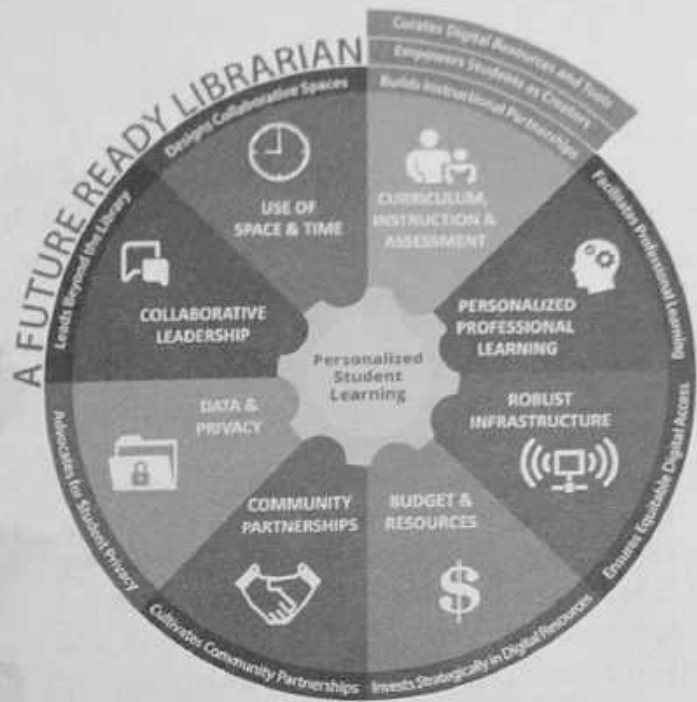 A FUTURE READY LIBRARIAN
Curates Digital Resources and Tools
Empowers Students as Creators
Builds Instructional Partnerships
CURRICULUM,
INSTRUCTION &
ASSESSMENT
Facilitates Professional Learning
PERSONALIZED
PROFESSIONAL
LEARNING
Ensures Equitable Digital Access
ROBUST
INFRASTRUCTURE
Invests Strategically in Digital Resources
BUDGET &
RESOURCES
$
Cultivates Community Partnerships
COMMUNITY
PARTNERSHIPS
Advocates for Student Privacy
DATA &
PRIVACY
Leads Beyond the Library
COLLABORATIVE
LEADERSHIP
Designs Collaborative Spaces
USE OF
SPACE & TIME
Personalized
Student
Learning